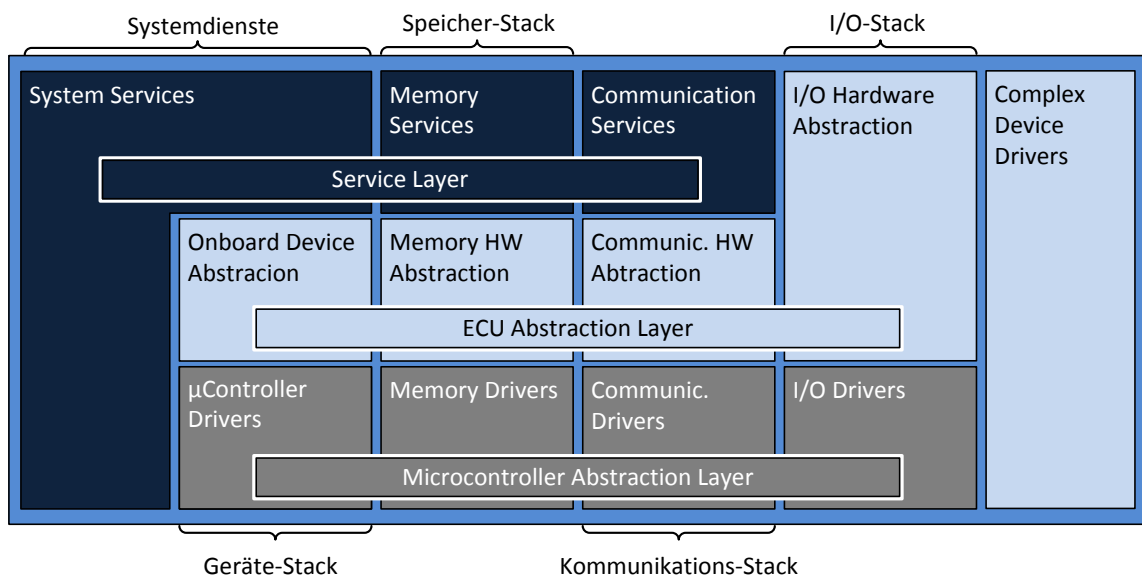 Systemdienste
Speicher-Stack
I/O-Stack
System Services
Memory
Services
Communication
Services
I/O Hardware
Abstraction
Complex
Device
Drivers
Service Layer
Onboard Device
Abstracion
Memory HW
Abstraction
Communic. HW
Abtraction
ECU Abstraction Layer
µController
Drivers
Memory Drivers
Communic.
Drivers
I/O Drivers
Microcontroller Abstraction Layer
Geräte-Stack
Kommunikations-Stack